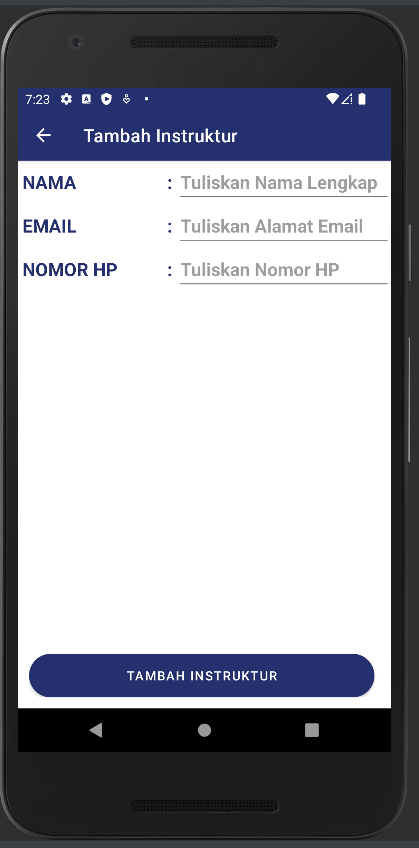 7:23
Tambah Instruktur
NAMA : Tuliskan Nama Lengkap
EMAIL : Tuliskan Alamat Email
NOMOR HP : Tuliskan Nomor HP
TAMBAH INSTRUKTUR